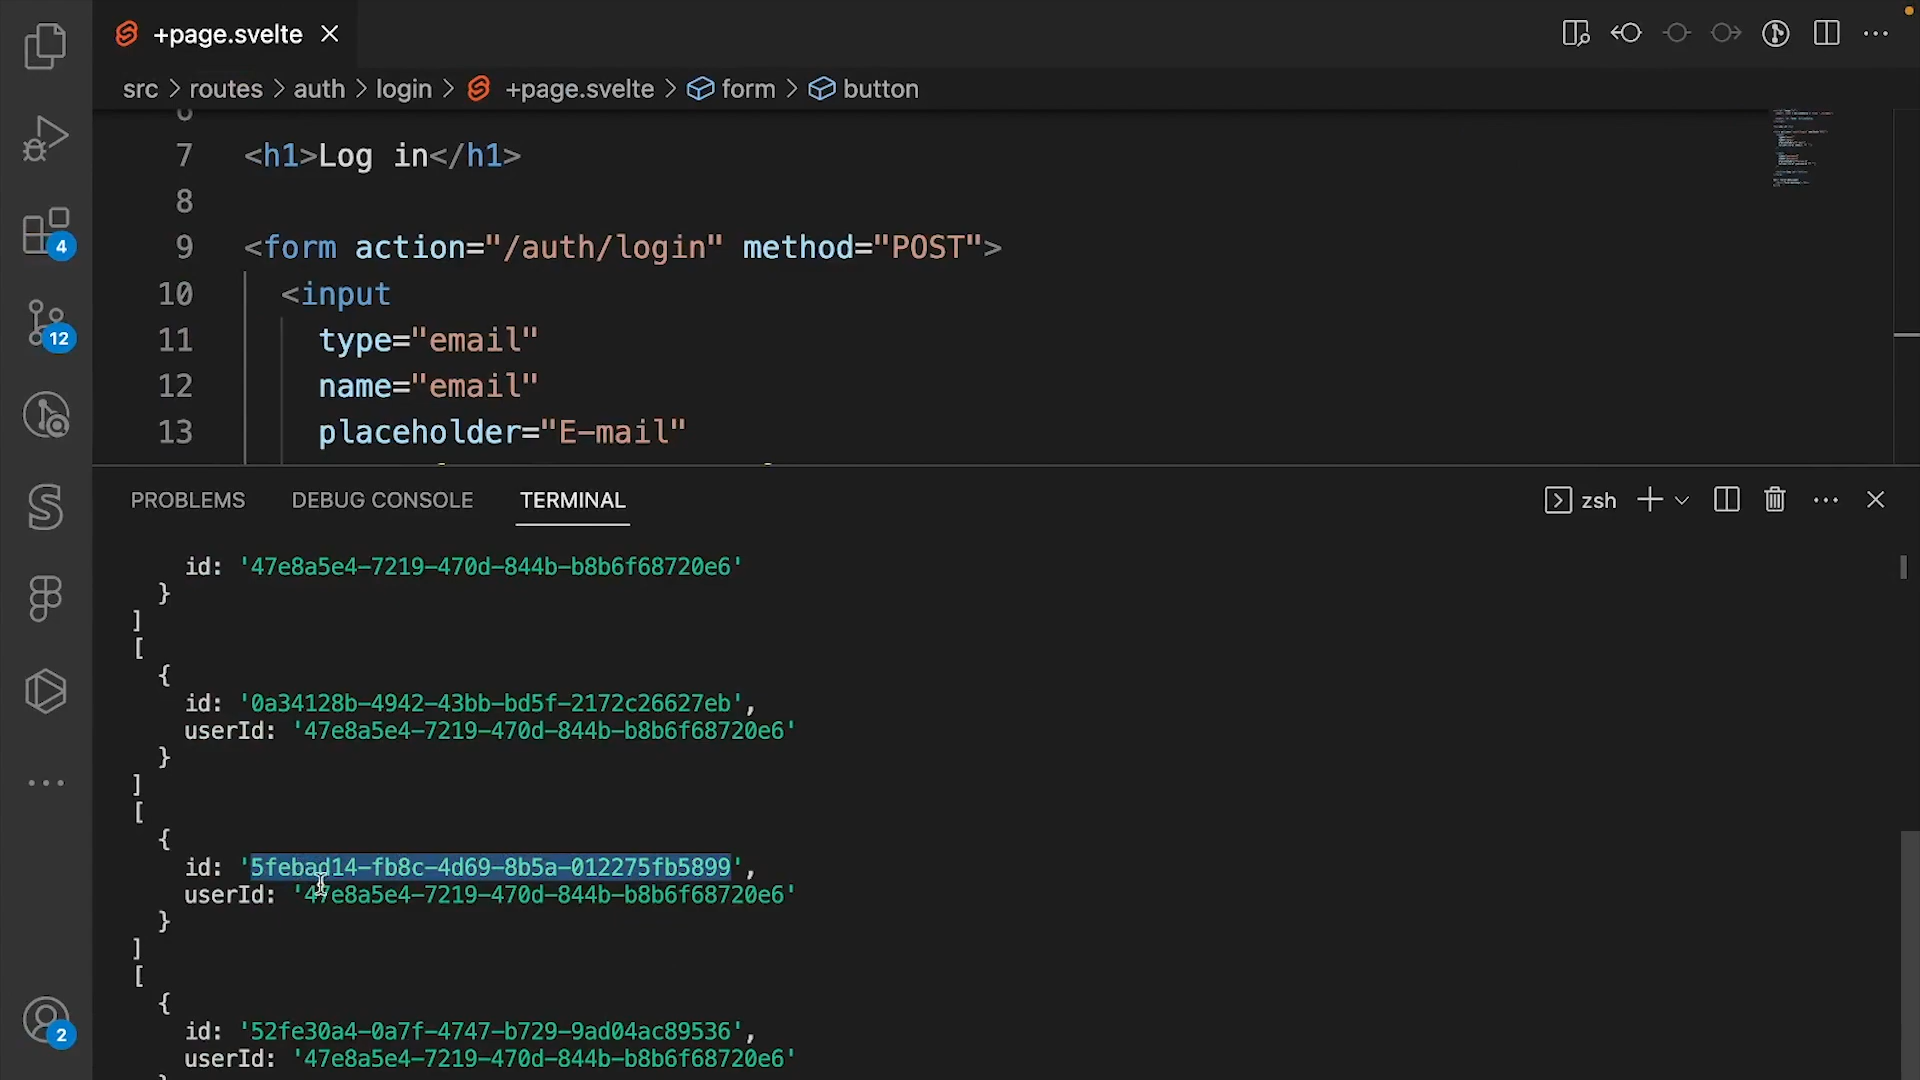 +page.svelte
src > routes > auth > login > +page.svelte > form > button
6
7 <h1>Log in</h1>
8
9 <form action="/auth/login" method="POST">
10 <input
11 type="email"
12 name="email"
13 placeholder="E-mail"
4
12
2
PROBLEMS DEBUG CONSOLE TERMINAL zsh
id: '47e8a5e4-7219-470d-844b-b8b6f68720e6'
}
]
[
{
id: '0a34128b-4942-43bb-bd5f-2172c26627eb',
userId: '47e8a5e4-7219-470d-844b-b8b6f68720e6'
}
]
[
{
id: '5febad14-fb8c-4d69-8b5a-012275fb5899',
userId: '47e8a5e4-7219-470d-844b-b8b6f68720e6'
}
]
[
{
id: '52fe30a4-0a7f-4747-b729-9ad04ac89536',
userId: '47e8a5e4-7219-470d-844b-b8b6f68720e6'